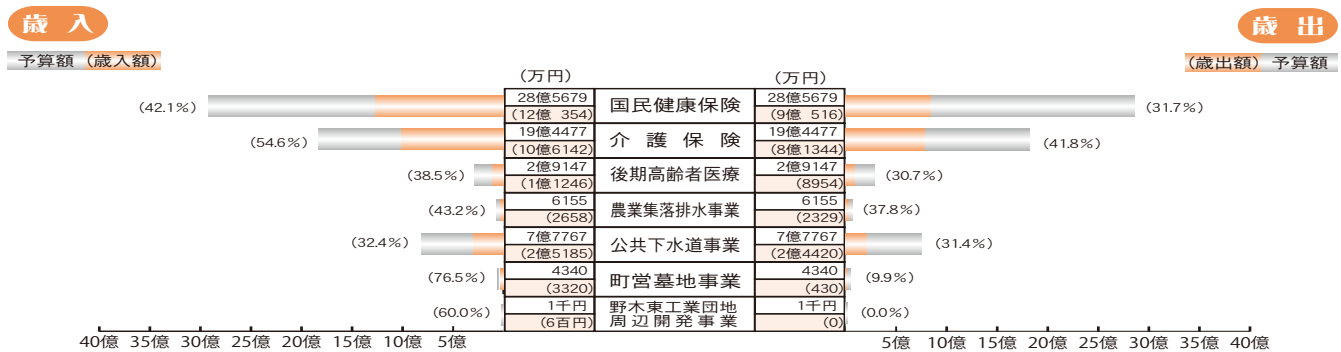 歳 入
歳 出
予算額 (歳入額)
(歳出額) 予算額
(万円) (万円)
(42.1%) 28億5679 国民健康保険 28億5679 (31.7%)
(12億 354) (9億 516)
(54.6%) 19億4477 介 護 保 険 19億4477 (41.8%)
(10億6142) (8億1344)
(38.5%) 2億9147 後期高齢者医療 2億9147 (30.7%)
(1億1246) (8954)
(43.2%) 6155 農業集落排水事業 6155 (37.8%)
(2658) (2329)
(32.4%) 7億7767 公共下水道事業 7億7767 (31.4%)
(2億5185) (2億4420)
(76.5%) 4340 町営墓地事業 4340 (9.9%)
(3320) (430)
(60.0%) 1千円 野木東工業団地 1千円 (0.0%)
(6百円) 周辺開発事業 (0)
40億 35億 30億 25億 20億 15億 10億 5億 5億 10億 15億 20億 25億 30億 35億 40億